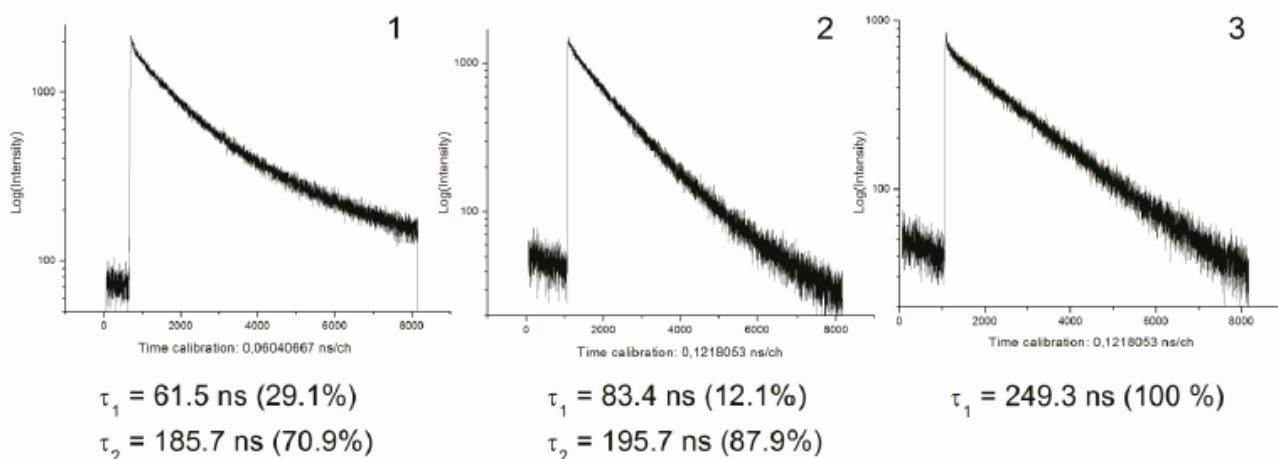 1
2
3
1000
1000
1000
Log(Intensity)
Log(Intensity)
Log(Intensity)
100
100
100
0
2000
4000
6000
8000
0
2000
4000
6000
8000
0
2000
4000
6000
8000
Time calibration: 0,06040667 ns/ch
Time calibration: 0,1218053 ns/ch
Time calibration: 0,1218053 ns/ch
τ1 = 61.5 ns (29.1%)
τ2 = 185.7 ns (70.9%)
τ1 = 83.4 ns (12.1%)
τ2 = 195.7 ns (87.9%)
τ1 = 249.3 ns (100 %)